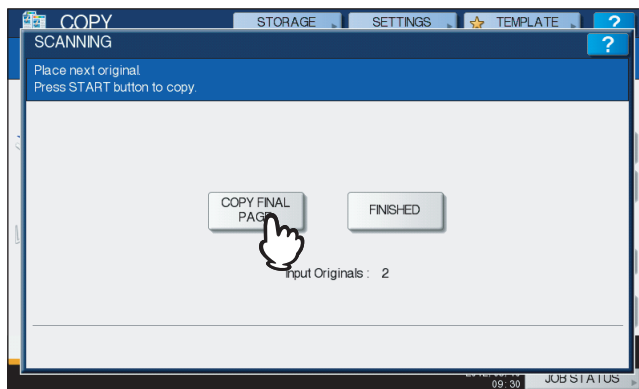 COPY
STORAGE
SETTINGS
TEMPLATE
?
SCANNING
?
Place next original.
Press START button to copy.
COPY FINAL
PAGE
FINISHED
Input Originals : 2
09:30
JOB STATUS